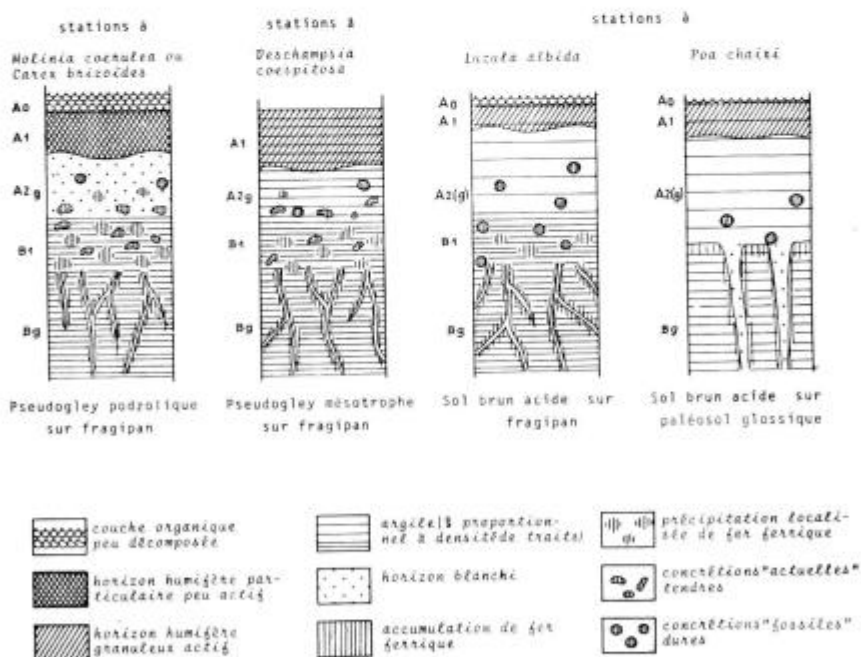 stations à
Molinia coerulea ou
Carex brizoides
stations à
Deschampsia
coespitosa
stations à
Luzula albida
Poa chaixi
A0
A1
A2g
B1
Bg
A1
A2g
B1
Bg
A0
A1
A2(g)
B1
Bg
A0
A1
A2(g)
Bg
Pseudogley podzolique
sur fragipan
Pseudogley mésotrophe
sur fragipan
Sol brun acide sur
fragipan
Sol brun acide sur
paléosol glossique
couche organique
peu décomposée
horizon humifère par-
ticulaire peu actif
horizon humifère
granuleux actif
argile(% proportion-
nel à densitéde traits)
horizon blanchi
accumulation de fer
ferrique
précipitation locali-
sée de fer ferrique
concrétions"actuelles"
tendres
concrétions"fossiles"
dures